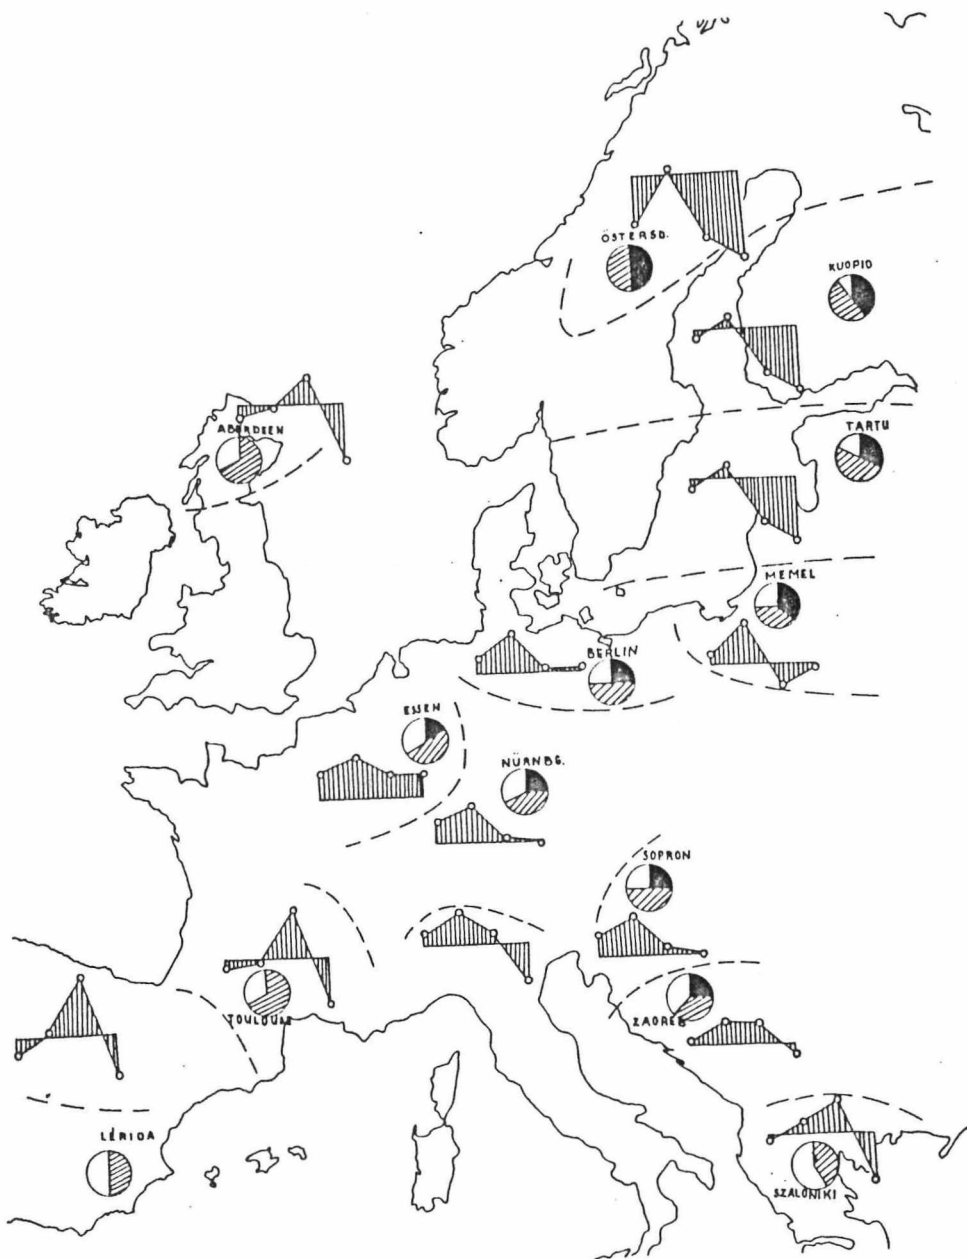 ÖSTERSD.
KUOPIO
ABERDEEN
TARTU
MEMEL
BERLIN
ESSEN
NÜRNBG.
SOPRON
TOULOUSE
ZAGREB
LÉRIDA
SZALONIKI